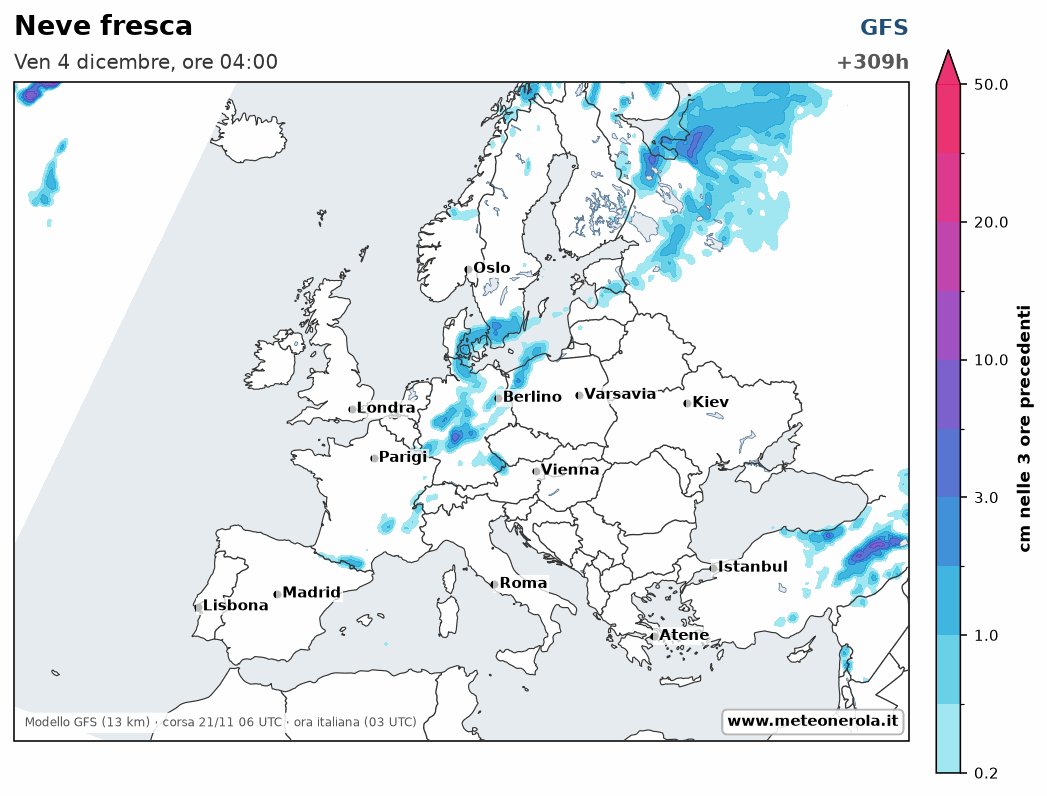 Neve fresca
GFS
Ven 4 dicembre, ore 04:00
+309h
50.0
20.0
10.0
3.0
1.0
0.2
cm nelle 3 ore precedenti
Oslo
Londra
Berlino
Varsavia
Kiev
Parigi
Vienna
Istanbul
Roma
Madrid
Lisbona
Atene
Modello GFS (13 km) · corsa 21/11 06 UTC · ora italiana (03 UTC)
www.meteonerola.it